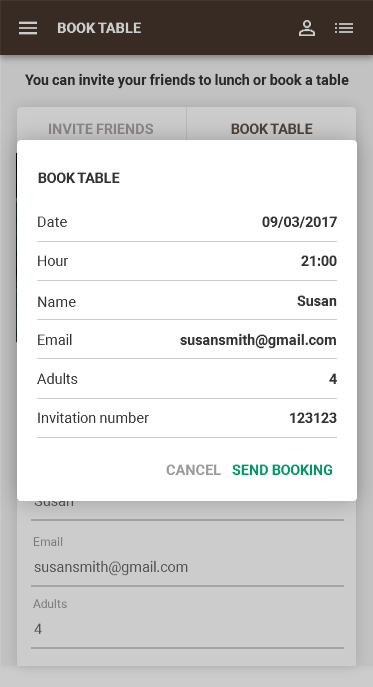 BOOK TABLE
You can invite your friends to lunch or book a table
INVITE FRIENDS BOOK TABLE
BOOK TABLE
Date 09/03/2017
Hour 21:00
Name Susan
Email susansmith@gmail.com
Adults 4
Invitation number 123123
CANCEL SEND BOOKING
Susan
Email
susansmith@gmail.com
Adults
4